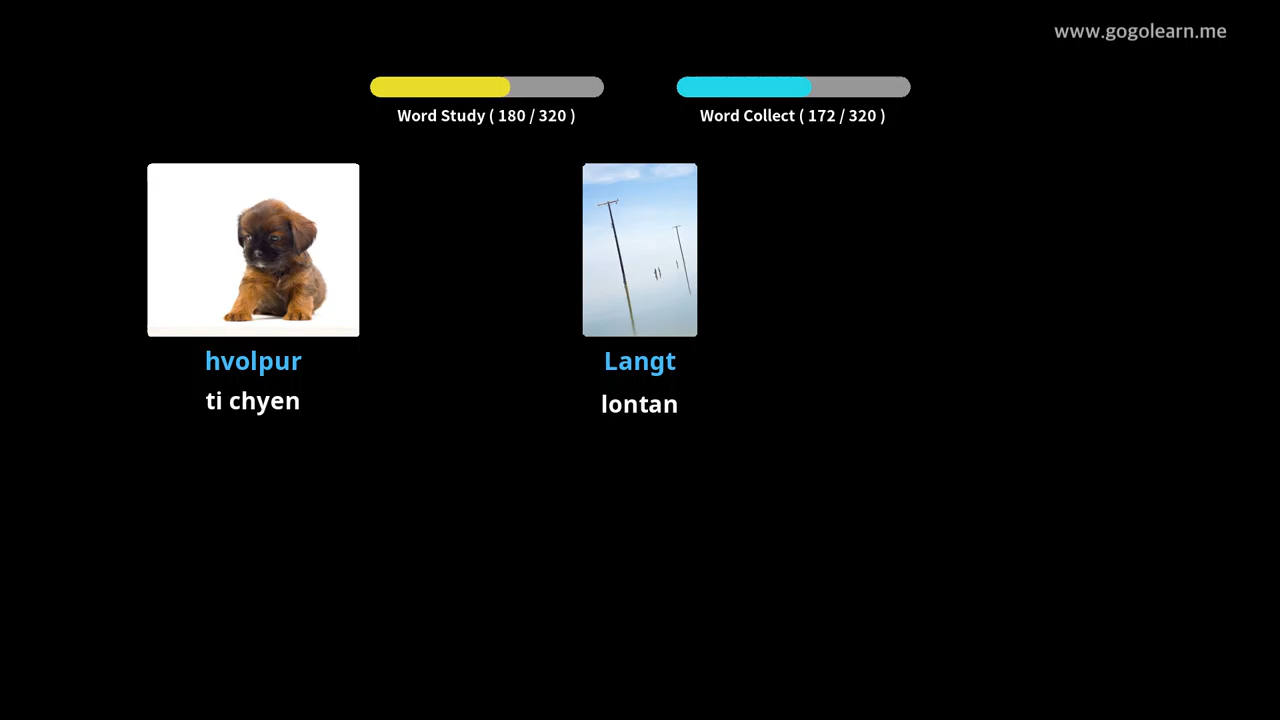 www.gogolearn.me
Word Study ( 180 / 320 )
Word Collect ( 172 / 320 )
hvolpur
ti chyen
Langt
lontan